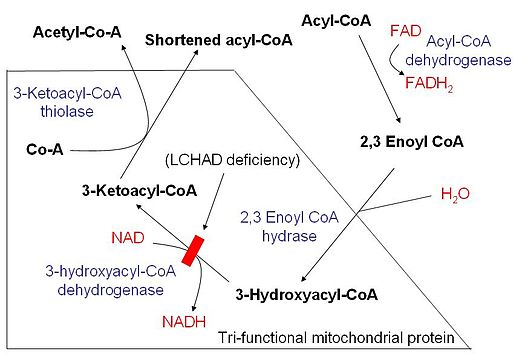 Acetyl-Co-A
Shortened acyl-CoA
Acyl-CoA
FAD
Acyl-CoA
dehydrogenase
FADH2
3-Ketoacyl-CoA
thiolase
Co-A
(LCHAD deficiency)
2,3 Enoyl CoA
3-Ketoacyl-CoA
H2O
NAD
2,3 Enoyl CoA
hydrase
3-hydroxyacyl-CoA
dehydrogenase
3-Hydroxyacyl-CoA
NADH
Tri-functional mitochondrial protein